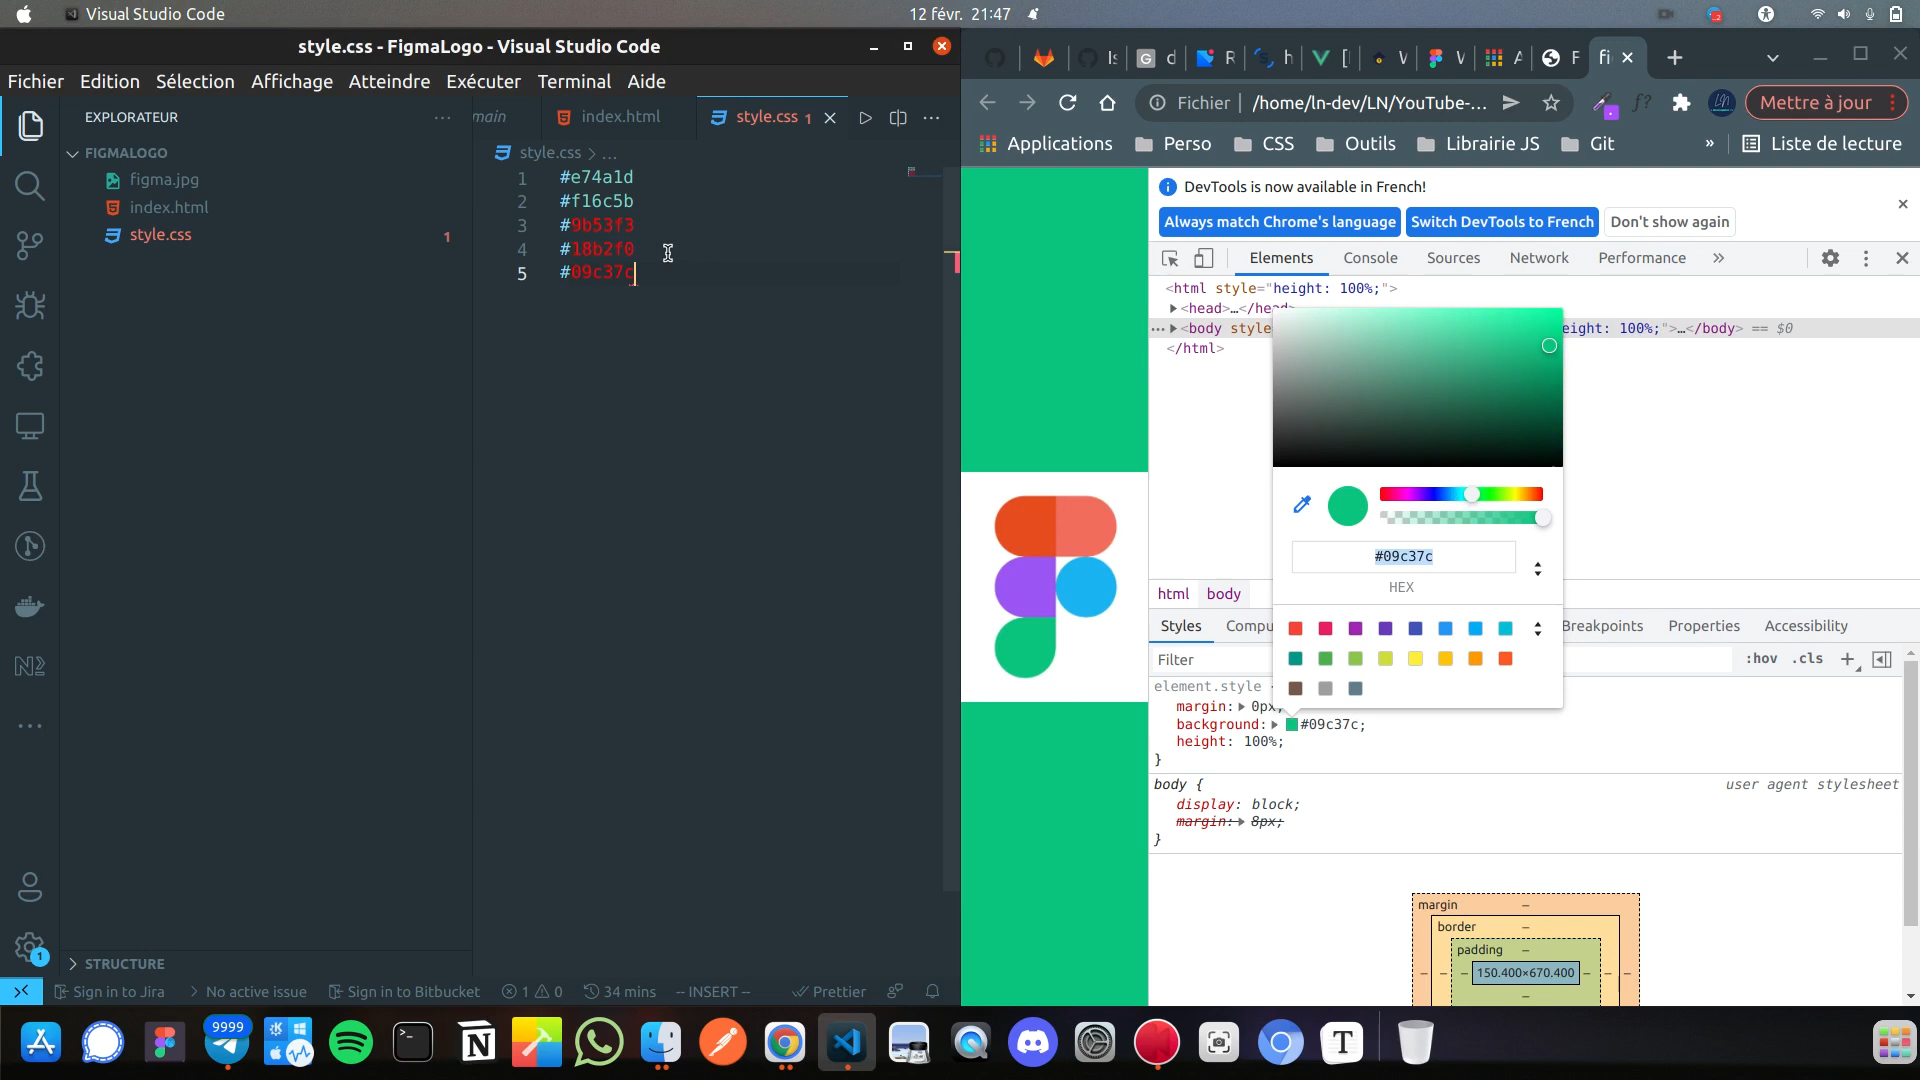 Visual Studio Code
12 févr. 21:47
style.css - FigmaLogo - Visual Studio Code
Fichier Edition Sélection Affichage Atteindre Exécuter Terminal Aide
EXPLORATEUR
FIGMALOGO
figma.jpg
index.html
style.css 1
main
index.html
style.css 1
style.css > ...
1 #e74a1d
2 #f16c5b
3 #9b53f3
4 #18b2f0
5 #09c37c
STRUCTURE
1
Sign in to Jira
No active issue
Sign in to Bitbucket
1 0
34 mins
-- INSERT --
Prettier
Fichier /home/ln-dev/LN/YouTube-...
Mettre à jour
Applications Perso CSS Outils Librairie JS Git » Liste de lecture
DevTools is now available in French!
Always match Chrome's language Switch DevTools to French Don't show again
Elements Console Sources Network Performance »
<html style="height: 100%;">
<head>…</head>
<body style eight: 100%;">…</body> == $0
</html>
#09c37c
HEX
html body
Styles Compu Breakpoints Properties Accessibility
Filter
:hov .cls
element.style
margin: 0px;
background: #09c37c;
height: 100%;
}
body {
user agent stylesheet
display: block;
margin: 8px;
}
margin –
border –
padding –
– – – 150.400×670.400 – – –
–
9999